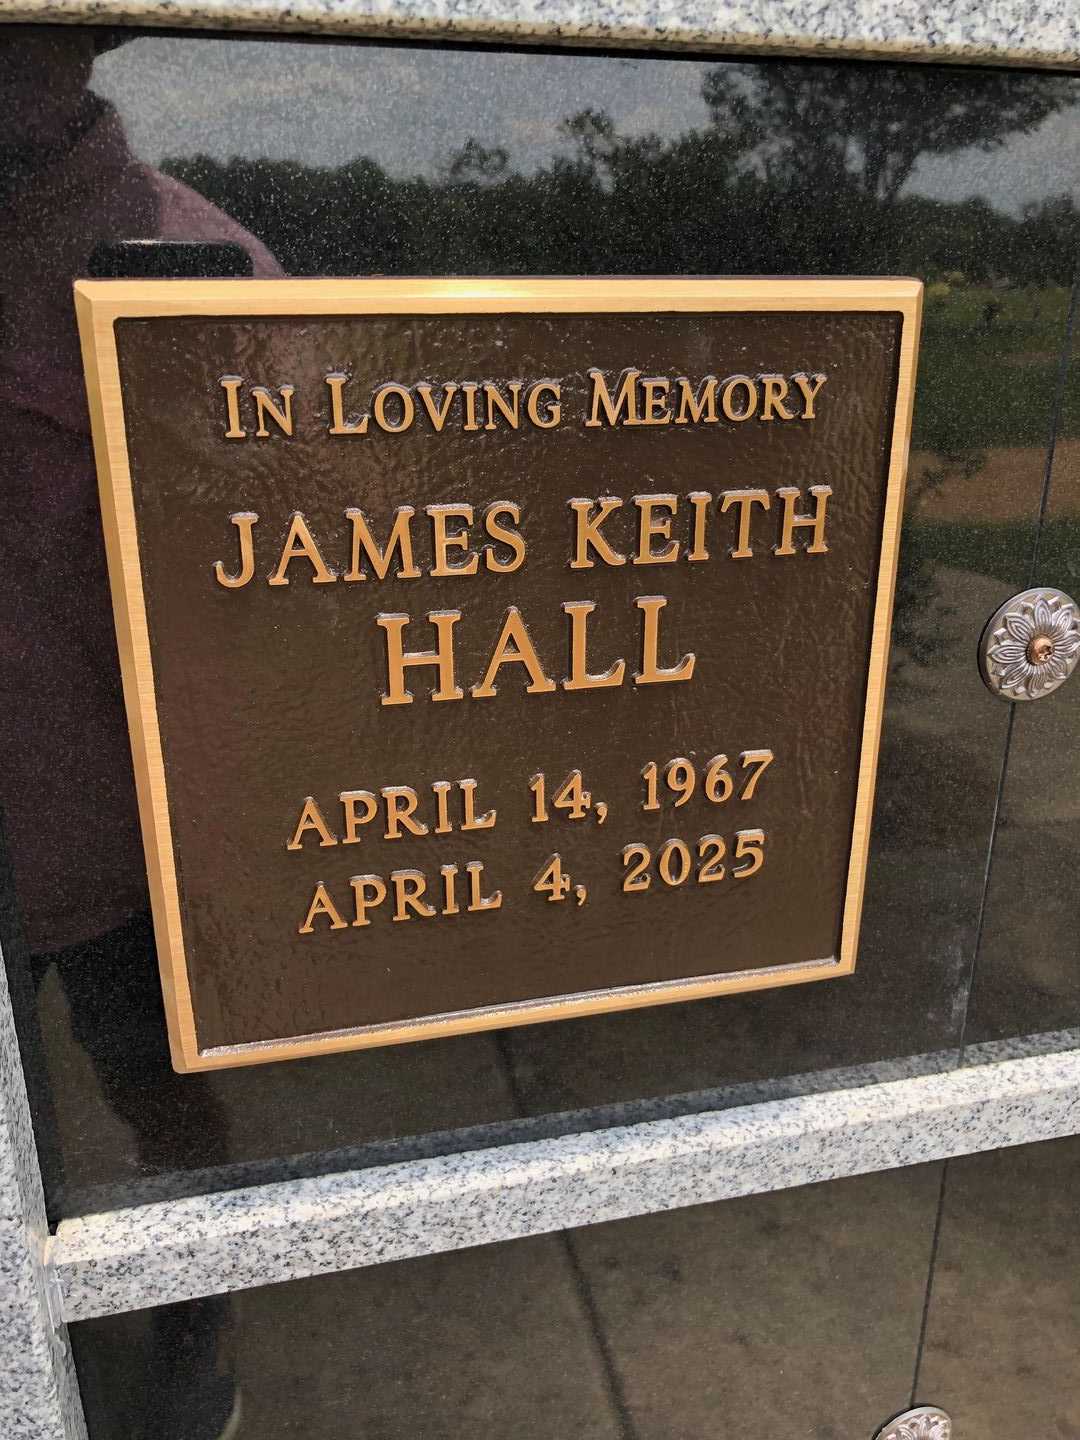 In Loving Memory
JAMES KEITH
HALL
APRIL 14, 1967
APRIL 4, 2025